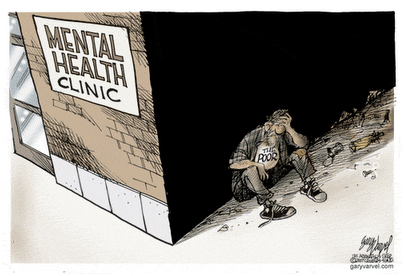 MENTAL
HEALTH
CLINIC
THE
POOR
garyvarvel.com